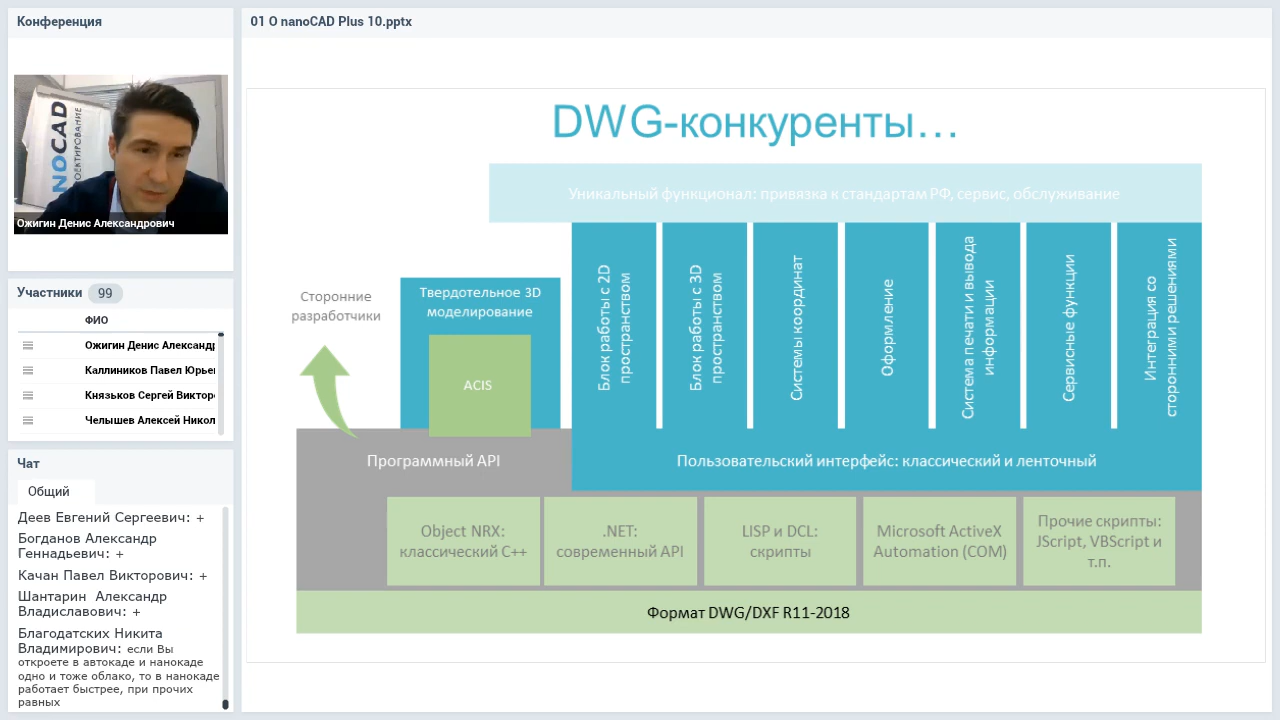 Конференция
NOCAD
ОЕКТИРОВАНИЕ
Ожигин Денис Александрович
Участники 99
ФИО
Ожигин Денис Александр
Каллиников Павел Юрьев
Князьков Сергей Викторо
Челышев Алексей Никол
Чат
Общий
Деев Евгений Сергеевич: +
Богданов Александр
Геннадьевич: +
Качан Павел Викторович: +
Шантарин Александр
Владиславович: +
Благодатских Никита
Владимирович: если Вы
откроете в автокаде и нанокаде
одно и тоже облако, то в нанокаде
работает быстрее, при прочих
равных
01 О nanoCAD Plus 10.pptx
DWG-конкуренты…
Уникальный функционал: привязка к стандартам РФ, сервис, обслуживание
Сторонние
разработчики
Твердотельное 3D
моделирование
ACIS
Блок работы с 2D
пространством
Блок работы с 3D
пространством
Системы координат
Оформление
Система печати и вывода
информации
Сервисные функции
Интеграция со
сторонними решениями
Программный API
Пользовательский интерфейс: классический и ленточный
Object NRX:
классический C++
.NET:
современный API
LISP и DCL:
скрипты
Microsoft ActiveX
Automation (COM)
Прочие скрипты:
JScript, VBScript и
т.п.
Формат DWG/DXF R11-2018